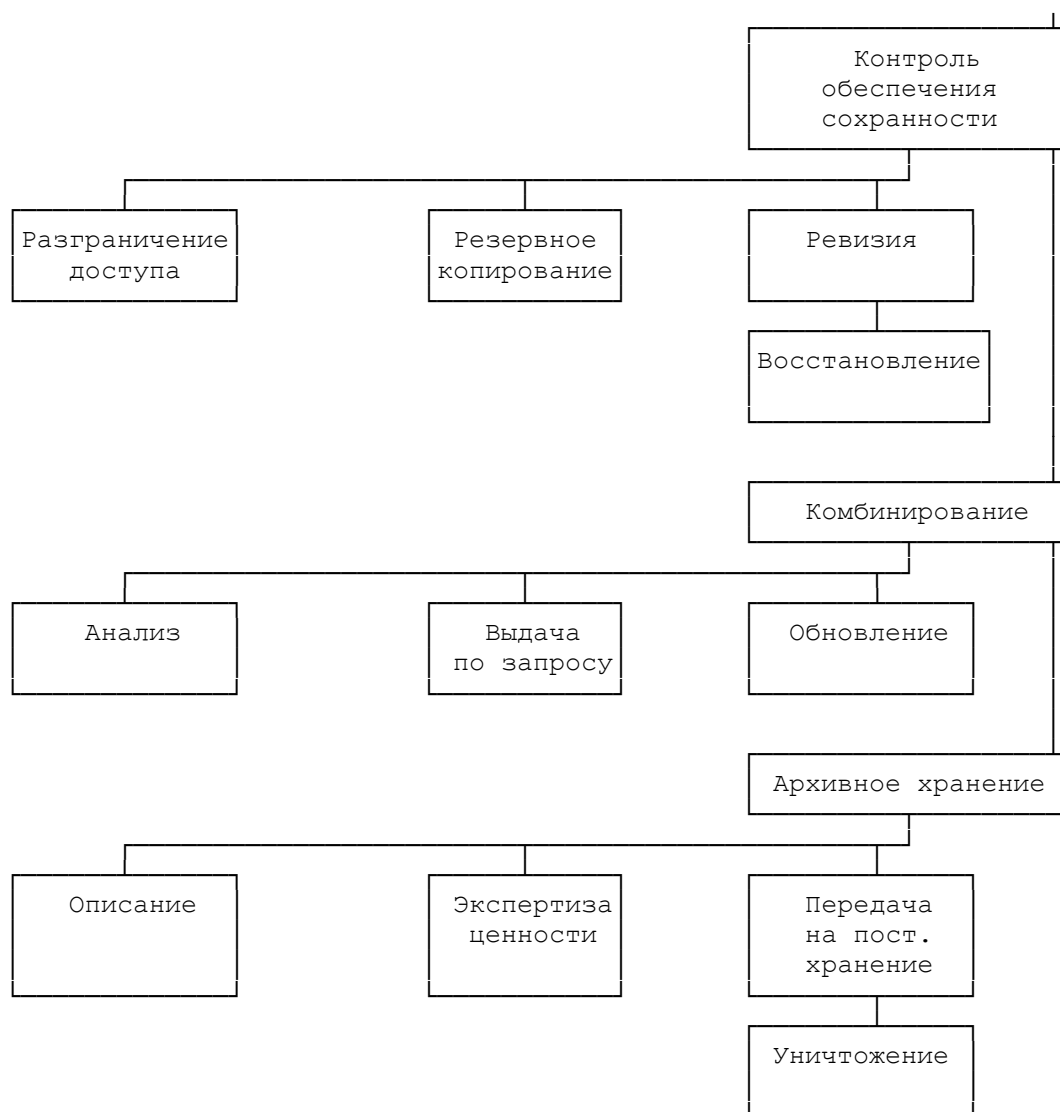 Контроль
обеспечения
сохранности
Разграничение
доступа
Резервное
копирование
Ревизия
Восстановление
Комбинирование
Анализ
Выдача
по запросу
Обновление
Архивное хранение
Описание
Экспертиза
ценности
Передача
на пост.
хранение
Уничтожение